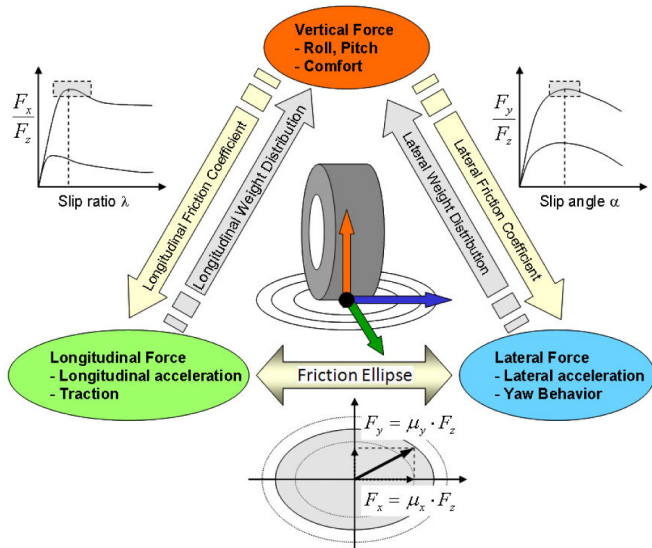 Vertical Force
- Roll, Pitch
- Comfort
F_x
F_z
Slip ratio λ
F_y
F_z
Slip angle α
Longitudinal Friction Coefficient
Longitudinal Weight Distribution
Lateral Weight Distribution
Lateral Friction Coefficient
Longitudinal Force
- Longitudinal acceleration
- Traction
Friction Ellipse
Lateral Force
- Lateral acceleration
- Yaw Behavior
F_y = μ_y · F_z
F_x = μ_x · F_z